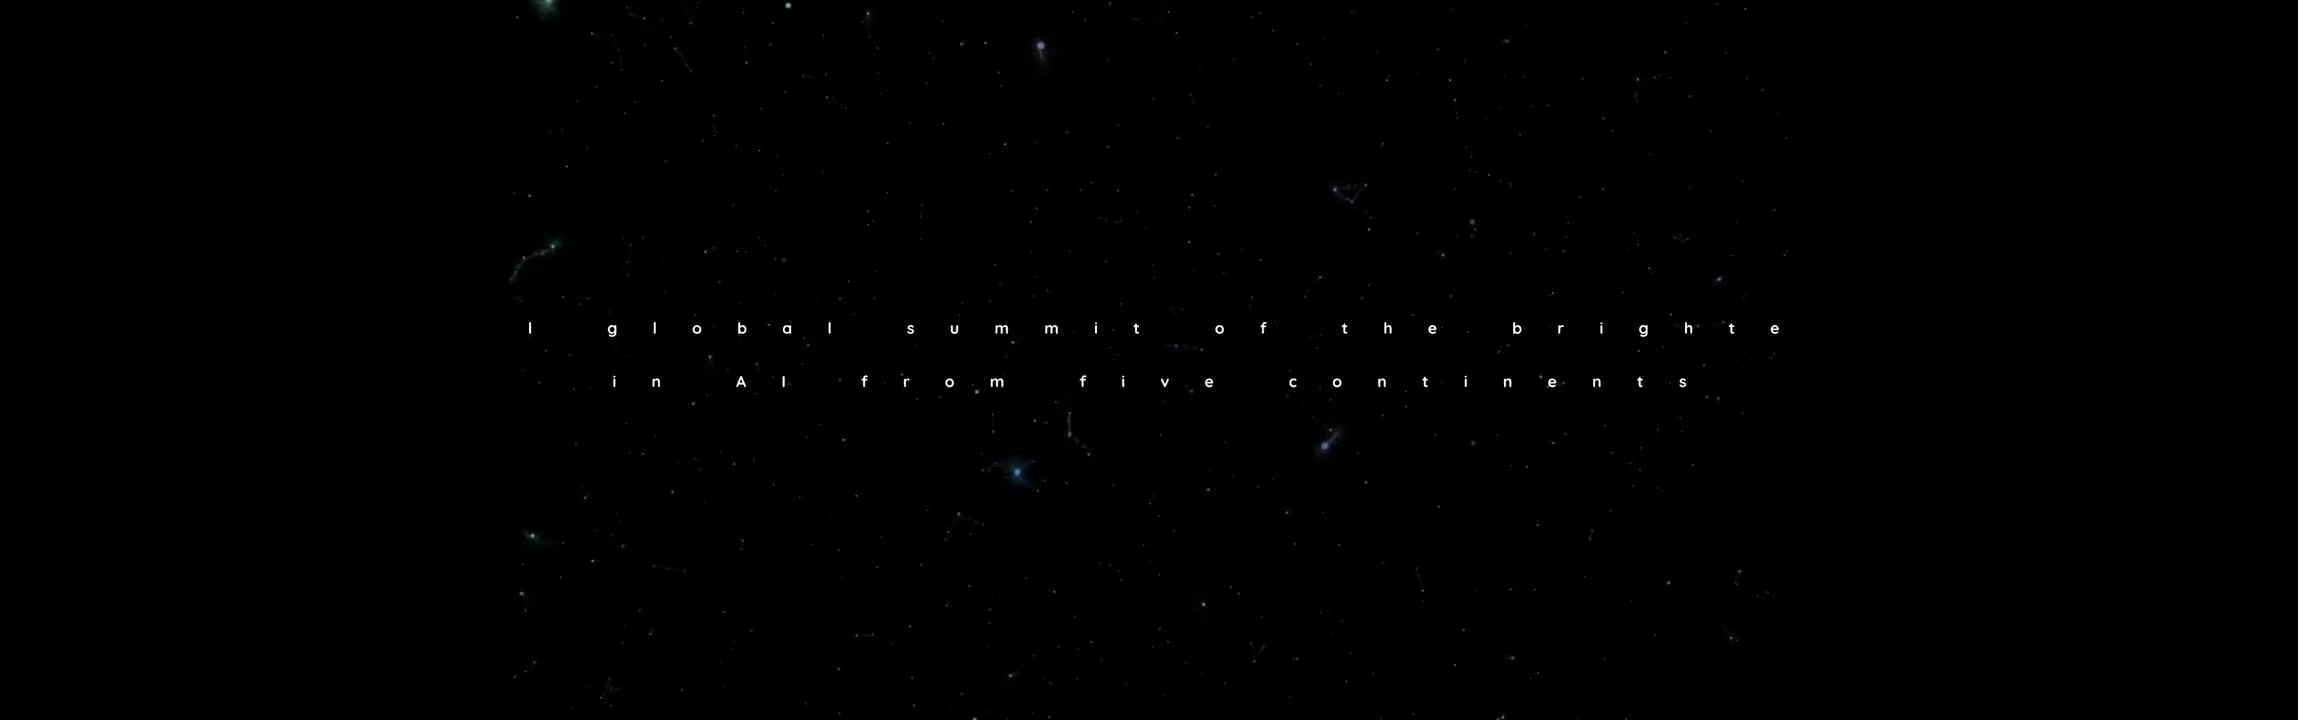 l global summit of the brighte
in AI from five continents